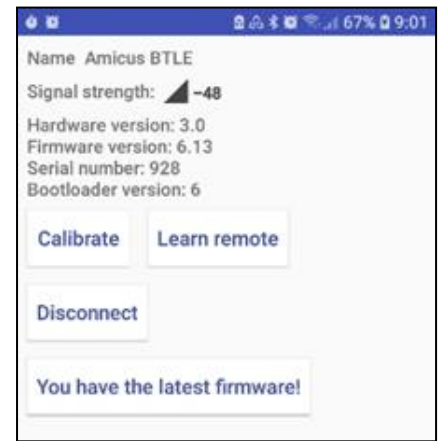 67% 9:01
Name Amicus BTLE
Signal strength: -48
Hardware version: 3.0
Firmware version: 6.13
Serial number: 928
Bootloader version: 6
Calibrate Learn remote
Disconnect
You have the latest firmware!